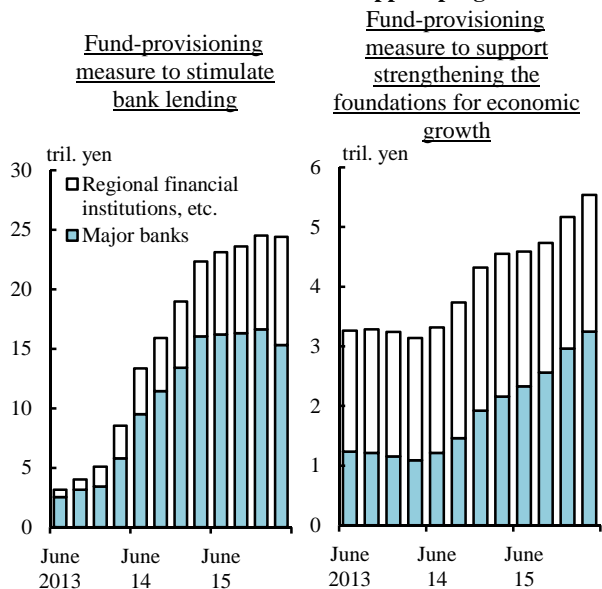 Fund-provisioning
measure to stimulate
bank lending
Fund-provisioning
measure to support
strengthening the
foundations for economic
growth
tril. yen
30
25
20
15
10
5
0
Regional financial
institutions, etc.
Major banks
June
2013
June
14
June
15
tril. yen
6
5
4
3
2
1
0
June
2013
June
14
June
15